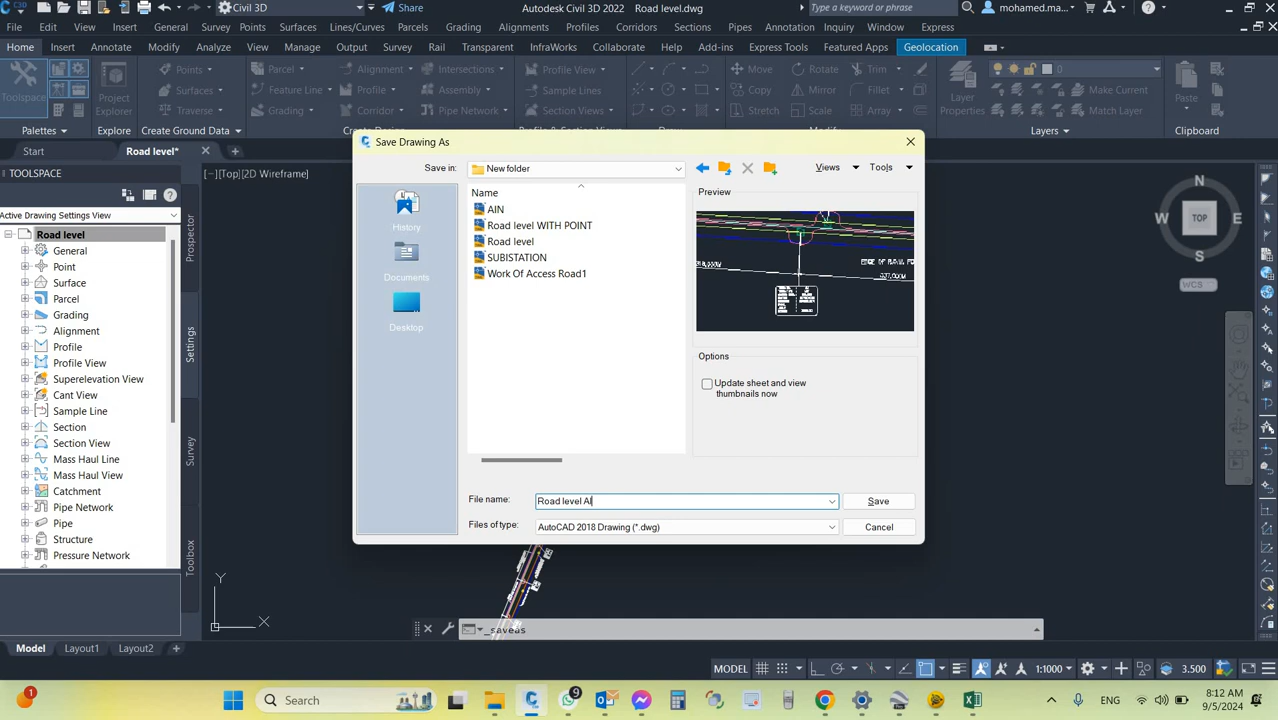 C3D
Civil 3D
Share
Autodesk Civil 3D 2022 Road level.dwg
Type a keyword or phrase
mohamed.ma...
File Edit View Insert General Survey Points Surfaces Lines/Curves Parcels Grading Alignments Profiles Corridors Sections Pipes Annotation Inquiry Window Express
Home Insert Annotate Modify Analyze View Manage Output Survey Rail Transparent InfraWorks Collaborate Help Add-ins Express Tools Featured Apps Geolocation
Toolspace
Project
Explorer
Points
Surfaces
Traverse
Parcel
Feature Line
Grading
Alignment
Profile
Corridor
Intersections
Assembly
Pipe Network
Profile View
Sample Lines
Section Views
Move
Copy
Stretch
Rotate
Mirror
Scale
Trim
Fillet
Array
Layer
Properties
0
Make Current
Match Layer
Paste
Palettes
Explore
Create Ground Data
Layers
Clipboard
Start
Road level*
[−][Top][2D Wireframe]
TOOLSPACE
Active Drawing Settings View
Road level
General
Point
Surface
Parcel
Grading
Alignment
Profile
Profile View
Superelevation View
Cant View
Sample Line
Section
Section View
Mass Haul Line
Mass Haul View
Catchment
Pipe Network
Pipe
Structure
Pressure Network
Prospector
Settings
Survey
Toolbox
Save Drawing As
Save in:
New folder
Views
Tools
History
Documents
Desktop
Name
AIN
Road level WITH POINT
Road level
SUBISTATION
Work Of Access Road1
Preview
Options
Update sheet and view
thumbnails now
File name:
Road level Al
Save
Files of type:
AutoCAD 2018 Drawing (*.dwg)
Cancel
N
W
TOP
WCS
Y
X
_saveas
Model Layout1 Layout2
MODEL
1:1000
3.500
1
Search
9
8:12 AM
9/5/2024